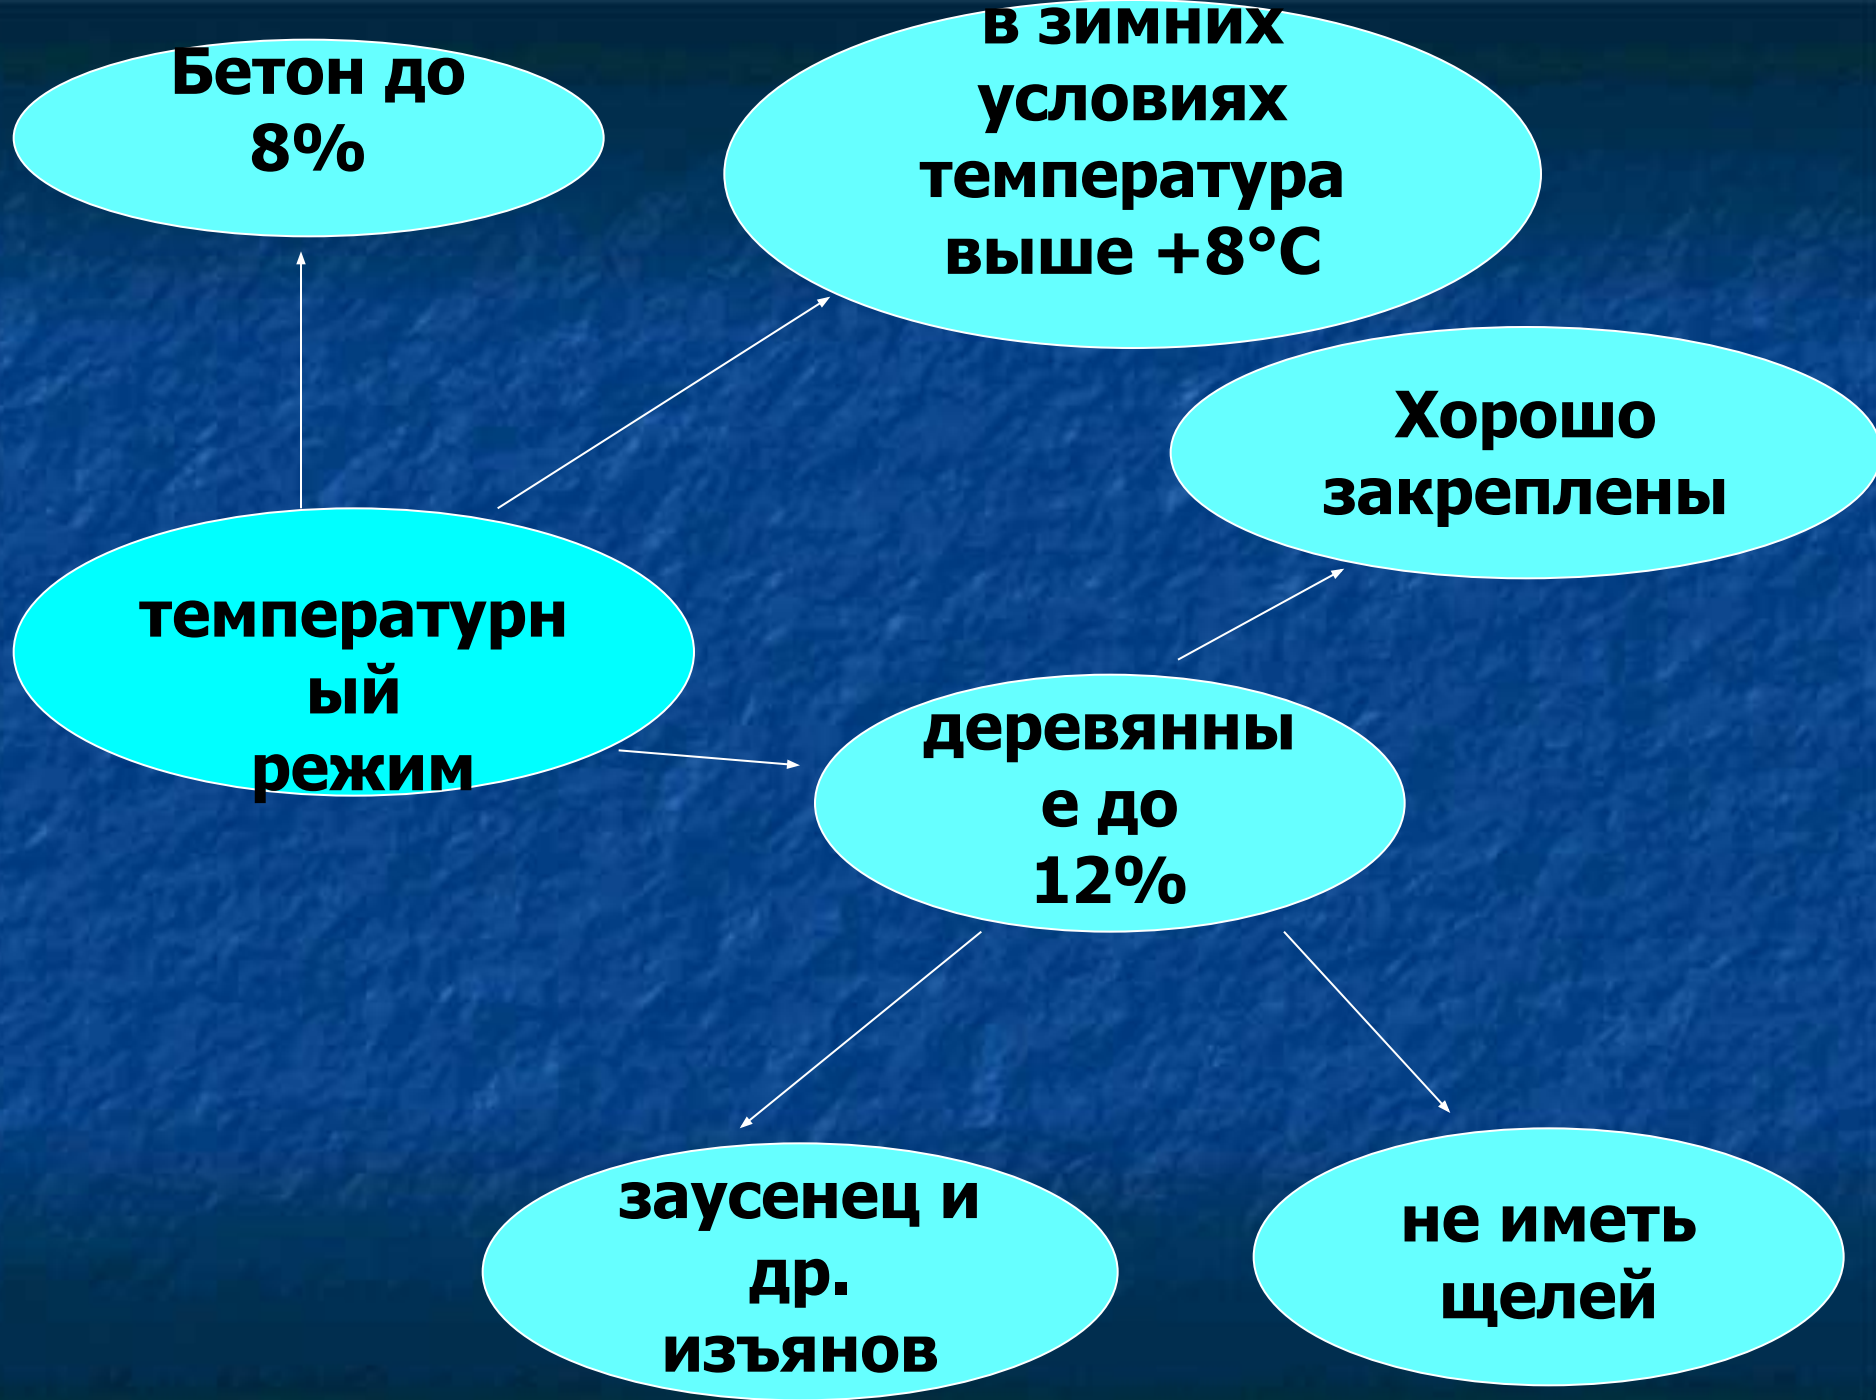 Бетон до
8%
в зимних
условиях
температура
выше +8°С
Хорошо
закреплены
температурн
ый
режим
деревянны
е до
12%
заусенец и
др.
изъянов
не иметь
щелей